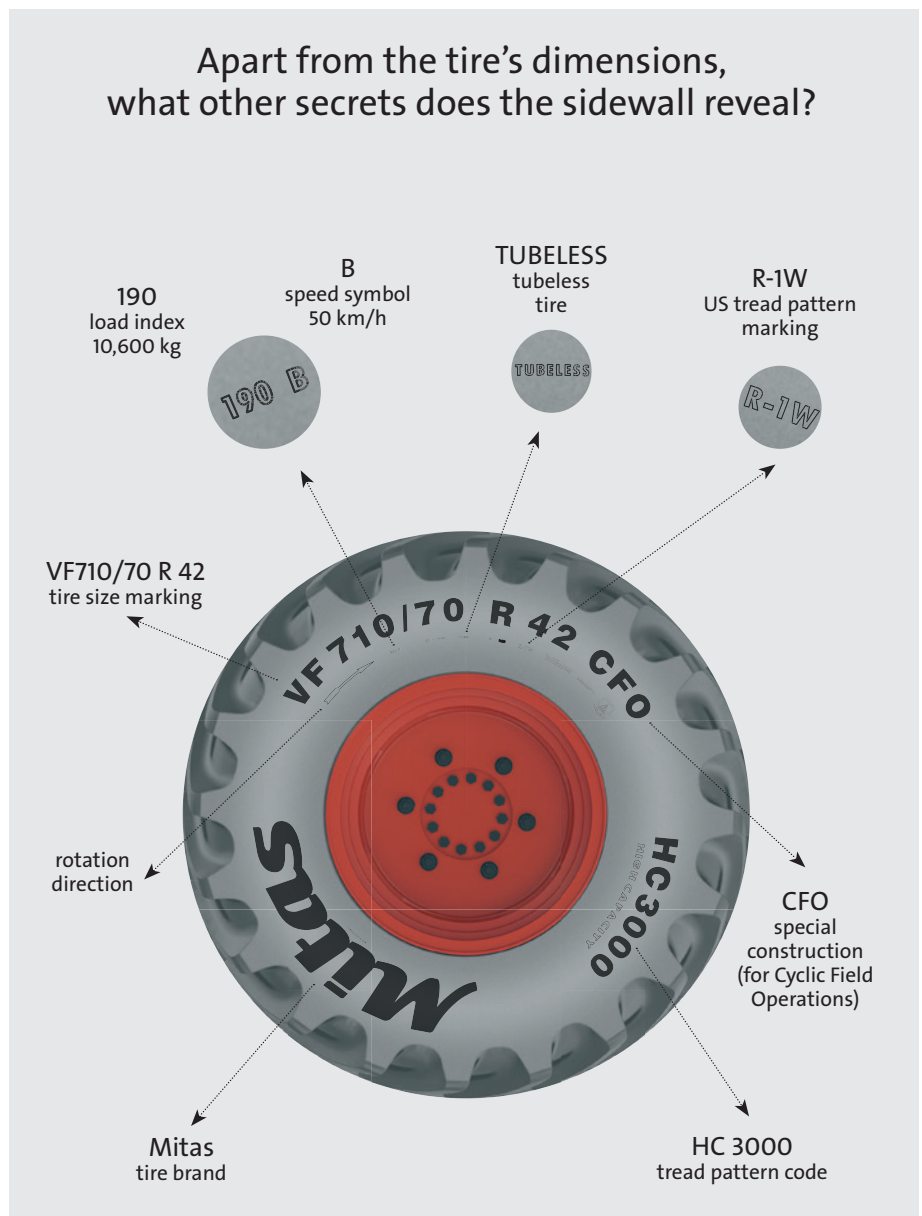 Apart from the tire's dimensions,
what other secrets does the sidewall reveal?
190
load index
10,600 kg
B
speed symbol
50 km/h
TUBELESS
tubeless
tire
R-1W
US tread pattern
marking
190 B
TUBELESS
R-1W
VF710/70 R 42
tire size marking
VF710/70 R 42 CFO
rotation
direction
Mitas
HC3000
HIGH CAPACITY
CFO
special
construction
(for Cyclic Field
Operations)
Mitas
tire brand
HC 3000
tread pattern code